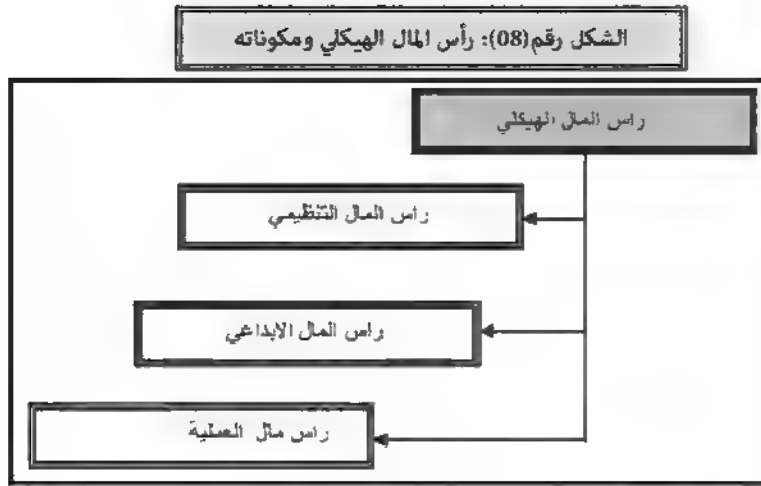 الشكل رقم(08): رأس المال الهيكلي ومكوناته
راس المال الهيكلي
راس المال التنظيمي
راس المال الابداعي
راس مال العملية